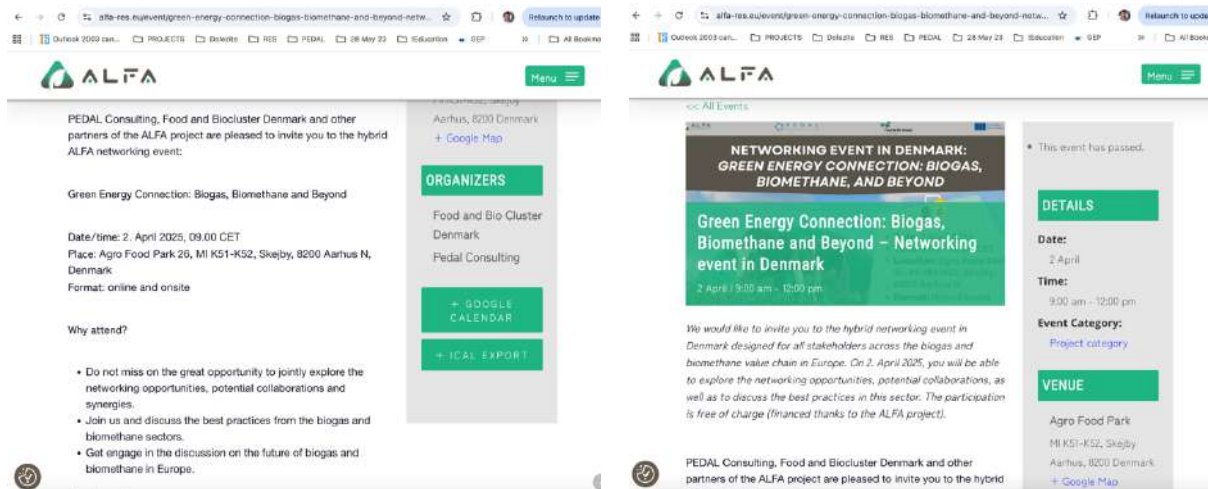 alfa-res.eu/event/green-energy-connection-biogas-biomethane-and-beyond-netw...
Relaunch to update
Outlook 2003 can...
PROJECTS
RES
PEDAL
28 May 23
GEP
All Bookmo
ALFA
Menu
PEDAL Consulting, Food and Biocluster Denmark and other
partners of the ALFA project are pleased to invite you to the hybrid
ALFA networking event:
Green Energy Connection: Biogas, Biomethane and Beyond
Date/time: 2. April 2025, 09.00 CET
Place: Agro Food Park 26, MI K51-K52, Skejby, 8200 Aarhus N,
Denmark
Format: online and onsite
Why attend?
• Do not miss on the great opportunity to jointly explore the
networking opportunities, potential collaborations and
synergies.
• Join us and discuss the best practices from the biogas and
biomethane sectors.
• Get engage in the discussion on the future of biogas and
biomethane in Europe.
Aarhus, 8200 Denmark
+ Google Map
ORGANIZERS
Food and Bio Cluster
Denmark
Pedal Consulting
+ GOOGLE
CALENDAR
+ ICAL EXPORT
alfa-res.eu/event/green-energy-connection-biogas-biomethane-and-beyond-netw...
Relaunch to upda
Outlook 2003 can...
PROJECTS
RES
PEDAL
28 May 23
GEP
All Bookm
ALFA
Menu
<< All Events
NETWORKING EVENT IN DENMARK:
GREEN ENERGY CONNECTION: BIOGAS,
BIOMETHANE, AND BEYOND
Green Energy Connection: Biogas,
Biomethane and Beyond – Networking
event in Denmark
2 April | 9:00 am - 12:00 pm
We would like to invite you to the hybrid networking event in
Denmark designed for all stakeholders across the biogas and
biomethane value chain in Europe. On 2. April 2025, you will be able
to explore the networking opportunities, potential collaborations, as
well as to discuss the best practices in this sector. The participation
is free of charge (financed thanks to the ALFA project).
PEDAL Consulting, Food and Biocluster Denmark and other
partners of the ALFA project are pleased to invite you to the hybrid
• This event has passed.
DETAILS
Date:
2 April
Time:
9:00 am - 12:00 pm
Event Category:
Project category
VENUE
Agro Food Park
MI K51-K52, Skejby
Aarhus, 8200 Denmark
+ Google Map